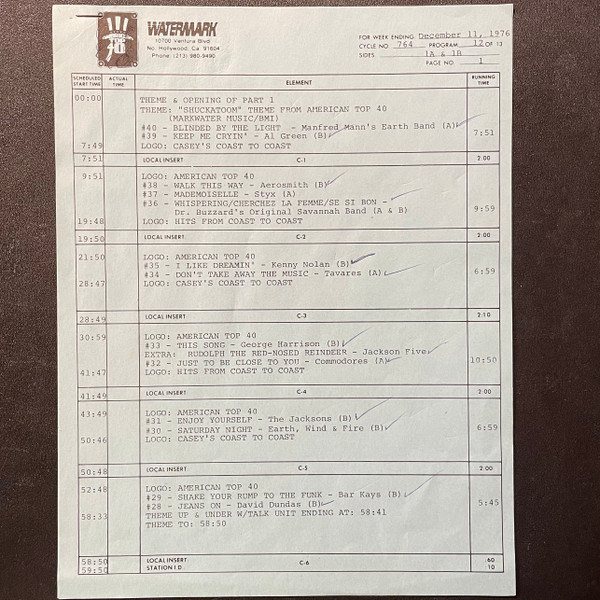 WATERMARK
10700 Ventura Blvd
No. Hollywood, Ca. 91604
Phone: (213) 980-9490
FOR WEEK ENDING December 11, 1976
CYCLE NO. 764 PROGRAM 12 OF 13
SIDES 1A & 1B
PAGE NO. 1
SCHEDULED START TIME ACTUAL TIME ELEMENT RUNNING TIME
00:00 THEME & OPENING OF PART 1
THEME: "SHUCKATOOM" THEME FROM AMERICAN TOP 40
(MARKWATER MUSIC/BMI)
#40 - BLINDED BY THE LIGHT - Manfred Mann's Earth Band (A)
#39 - KEEP ME CRYIN' - Al Green (B) 7:51
7:49 LOGO: CASEY'S COAST TO COAST
7:51 LOCAL INSERT C-1 2:00
9:51 LOGO: AMERICAN TOP 40
#38 - WALK THIS WAY - Aerosmith (B)
#37 - MADEMOISELLE - Styx (A)
#36 - WHISPERING/CHERCHEZ LA FEMME/SE SI BON -
Dr. Buzzard's Original Savannah Band (A & B) 9:59
19:48 LOGO: HITS FROM COAST TO COAST
19:50 LOCAL INSERT C-2 2:00
21:50 LOGO: AMERICAN TOP 40
#35 - I LIKE DREAMIN' - Kenny Nolan (B)
#34 - DON'T TAKE AWAY THE MUSIC - Tavares (A) 6:59
28:47 LOGO: CASEY'S COAST TO COAST
28:49 LOCAL INSERT C-3 2:10
30:59 LOGO: AMERICAN TOP 40
#33 - THIS SONG - George Harrison (B)
EXTRA: RUDOLPH THE RED-NOSED REINDEER - Jackson Five
#32 - JUST TO BE CLOSE TO YOU - Commodores (A) 10:50
41:47 LOGO: HITS FROM COAST TO COAST
41:49 LOCAL INSERT C-4 2:00
43:49 LOGO: AMERICAN TOP 40
#31 - ENJOY YOURSELF - The Jacksons (B)
#30 - SATURDAY NIGHT - Earth, Wind & Fire (B) 6:59
50:46 LOGO: CASEY'S COAST TO COAST
50:48 LOCAL INSERT C-5 2:00
52:48 LOGO: AMERICAN TOP 40
#29 - SHAKE YOUR RUMP TO THE FUNK - Bar Kays (B)
#28 - JEANS ON - David Dundas (B) 5:45
58:33 THEME UP & UNDER W/TALK UNIT ENDING AT: 58:41
THEME TO: 58:50
58:50 LOCAL INSERT C-6 :60
59:50 STATION I.D. :10